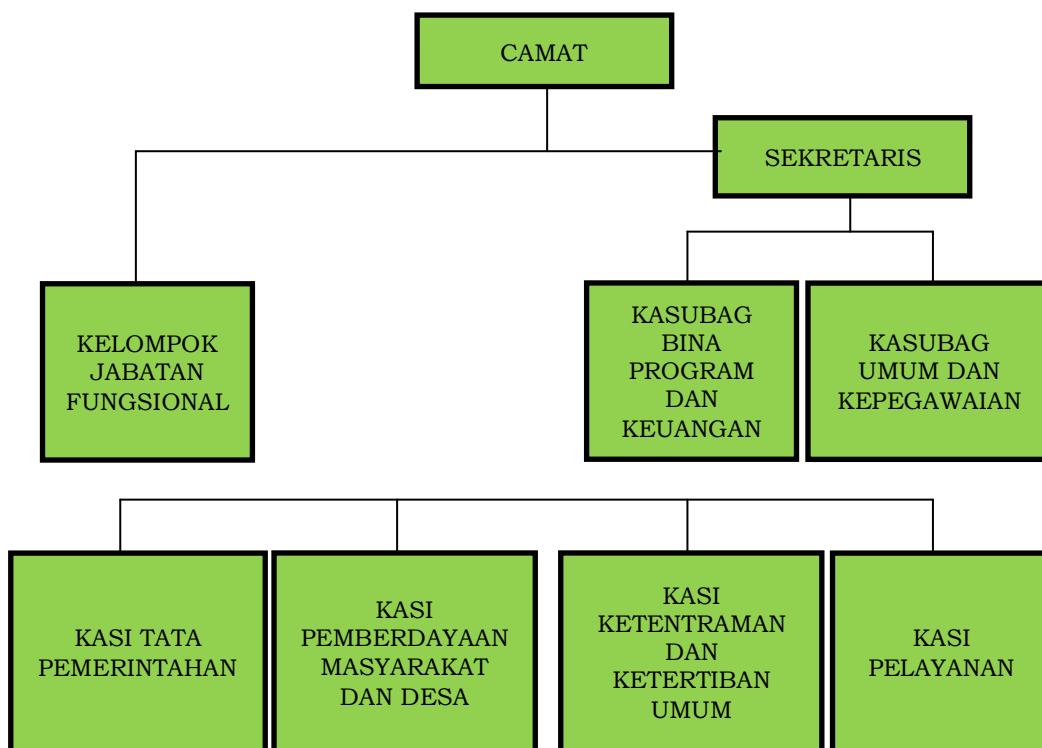 CAMAT
SEKRETARIS
KELOMPOK
JABATAN
FUNGSIONAL
KASUBAG
BINA
PROGRAM
DAN
KEUANGAN
KASUBAG
UMUM DAN
KEPEGAWAIAN
KASI TATA
PEMERINTAHAN
KASI
PEMBERDAYAAN
MASYARAKAT
DAN DESA
KASI
KETENTRAMAN
DAN
KETERTIBAN
UMUM
KASI
PELAYANAN